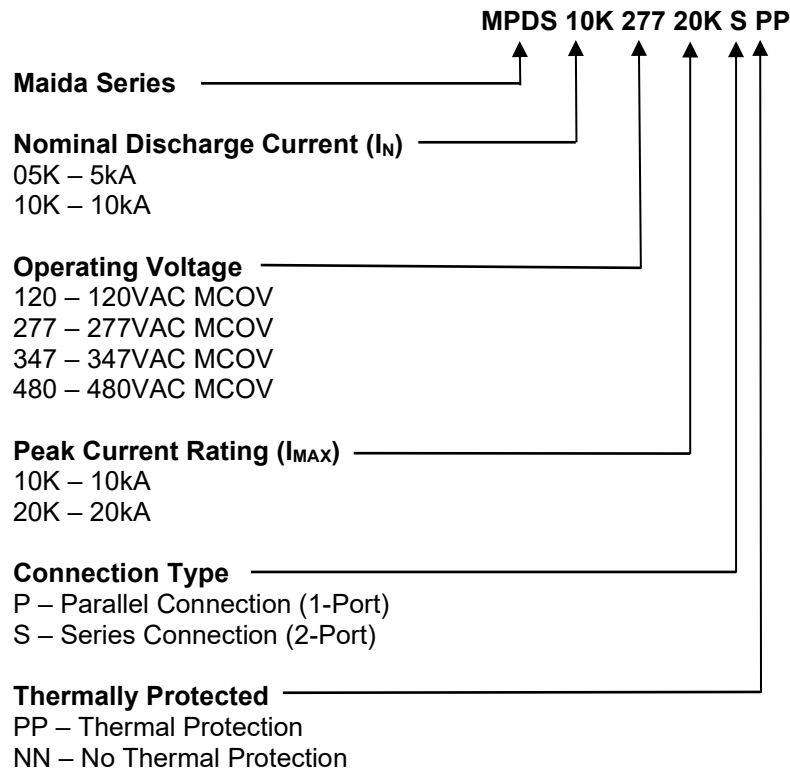 MPDS 10K 277 20K S PP
Maida Series
Nominal Discharge Current (IN)
05K – 5kA
10K – 10kA
Operating Voltage
120 – 120VAC MCOV
277 – 277VAC MCOV
347 – 347VAC MCOV
480 – 480VAC MCOV
Peak Current Rating (IMAX)
10K – 10kA
20K – 20kA
Connection Type
P – Parallel Connection (1-Port)
S – Series Connection (2-Port)
Thermally Protected
PP – Thermal Protection
NN – No Thermal Protection